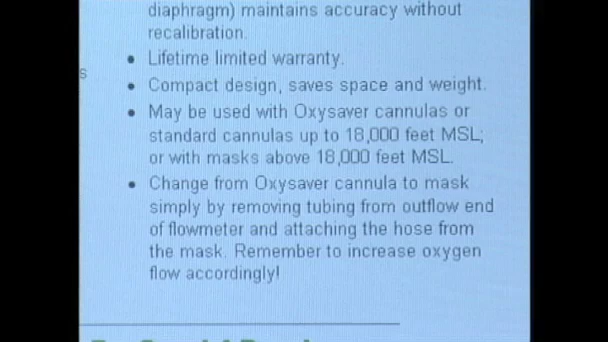 diaphragm) maintains accuracy without
recalibration.
• Lifetime limited warranty.
s
• Compact design, saves space and weight.
• May be used with Oxysaver cannulas or
standard cannulas up to 18,000 feet MSL;
or with masks above 18,000 feet MSL.
• Change from Oxysaver cannula to mask
simply by removing tubing from outflow end
of flowmeter and attaching the hose from
the mask. Remember to increase oxygen
flow accordingly!